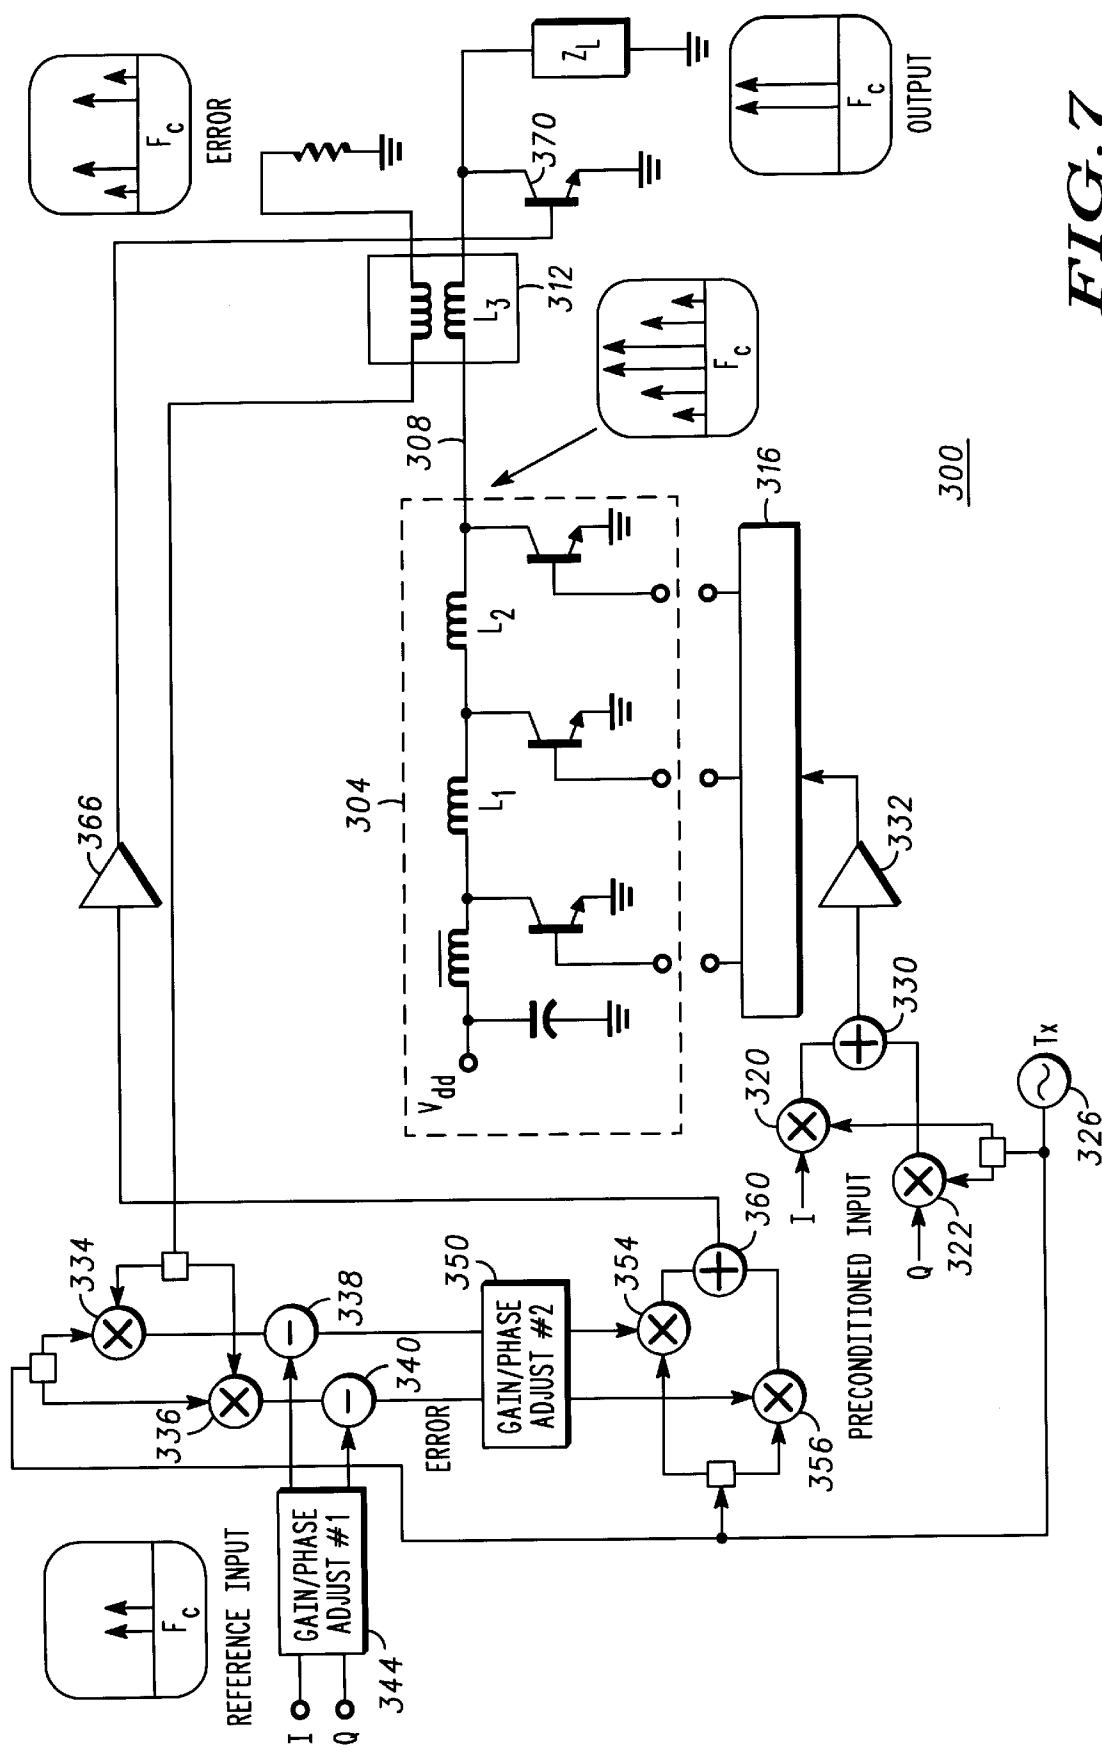 REFERENCE INPUT
F_c
I
Q
GAIN/PHASE
ADJUST #1
344
334
336
338
340
ERROR
GAIN/PHASE
ADJUST #2
350
354
356
360
366
PRECONDITIONED INPUT
I
Q
320
322
326
Tx
330
332
304
V_dd
L_1
L_2
308
316
L_3
312
F_c
ERROR
F_c
370
Z_L
F_c
OUTPUT
300
FIG.7